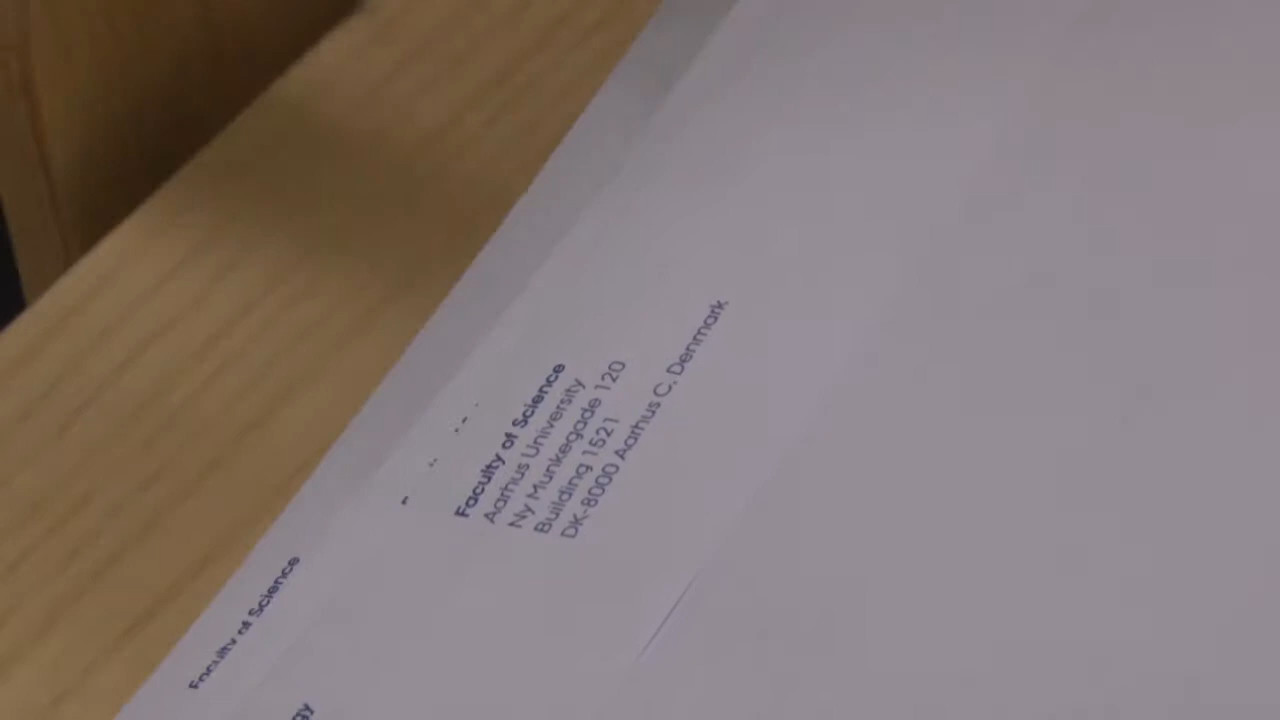 Faculty of Science
Aarhus University
Ny Munkegade 120
Building 1521
DK-8000 Aarhus C, Denmark
Faculty of Science